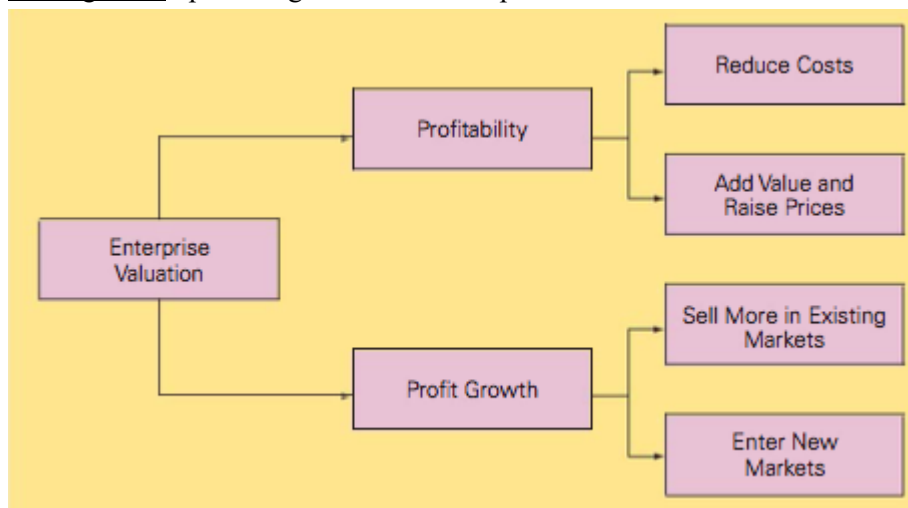 Reduce Costs
Profitability
Add Value and
Raise Prices
Enterprise
Valuation
Sell More in Existing
Markets
Profit Growth
Enter New
Markets